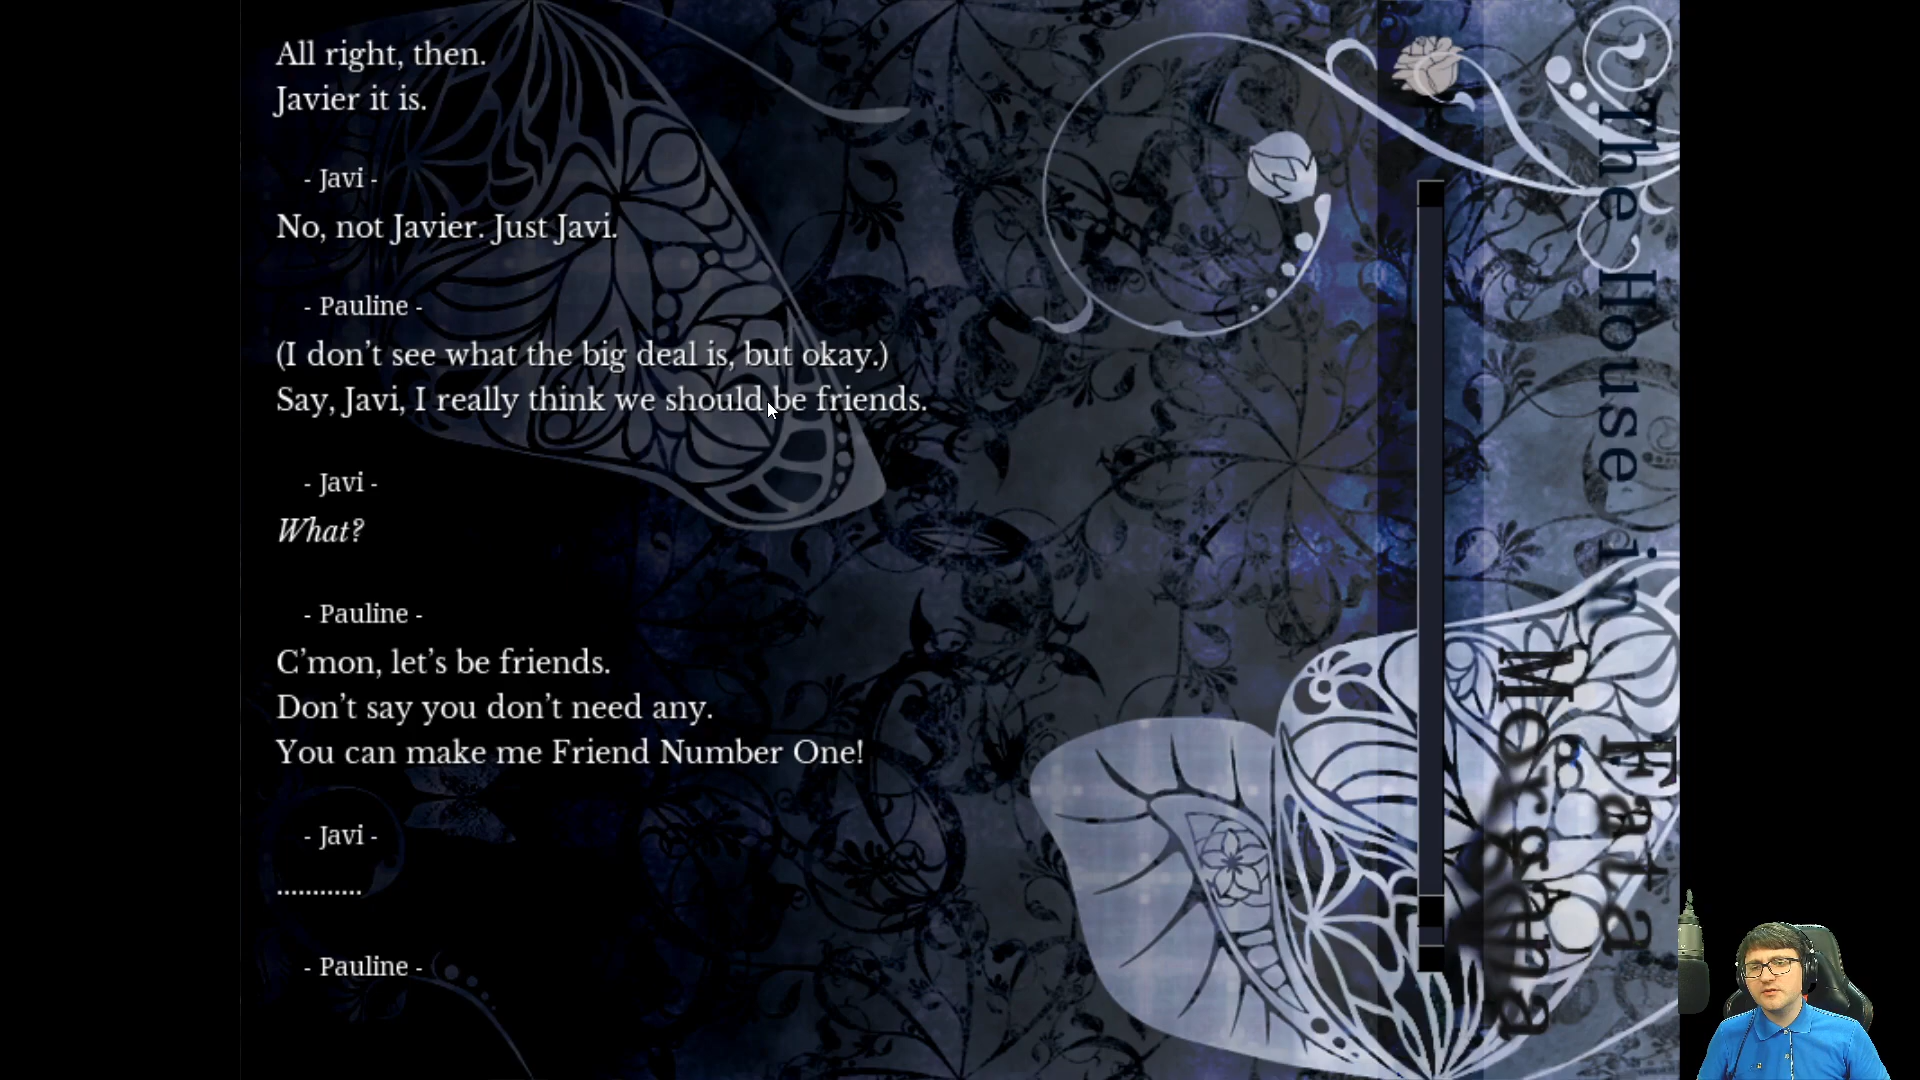 All right, then.
Javier it is.
- Javi -
No, not Javier. Just Javi.
- Pauline -
(I don't see what the big deal is, but okay.)
Say, Javi, I really think we should be friends.
- Javi -
What?
- Pauline -
C'mon, let's be friends.
Don't say you don't need any.
You can make me Friend Number One!
- Javi -
............
- Pauline -
The House in
Fata
Morgana